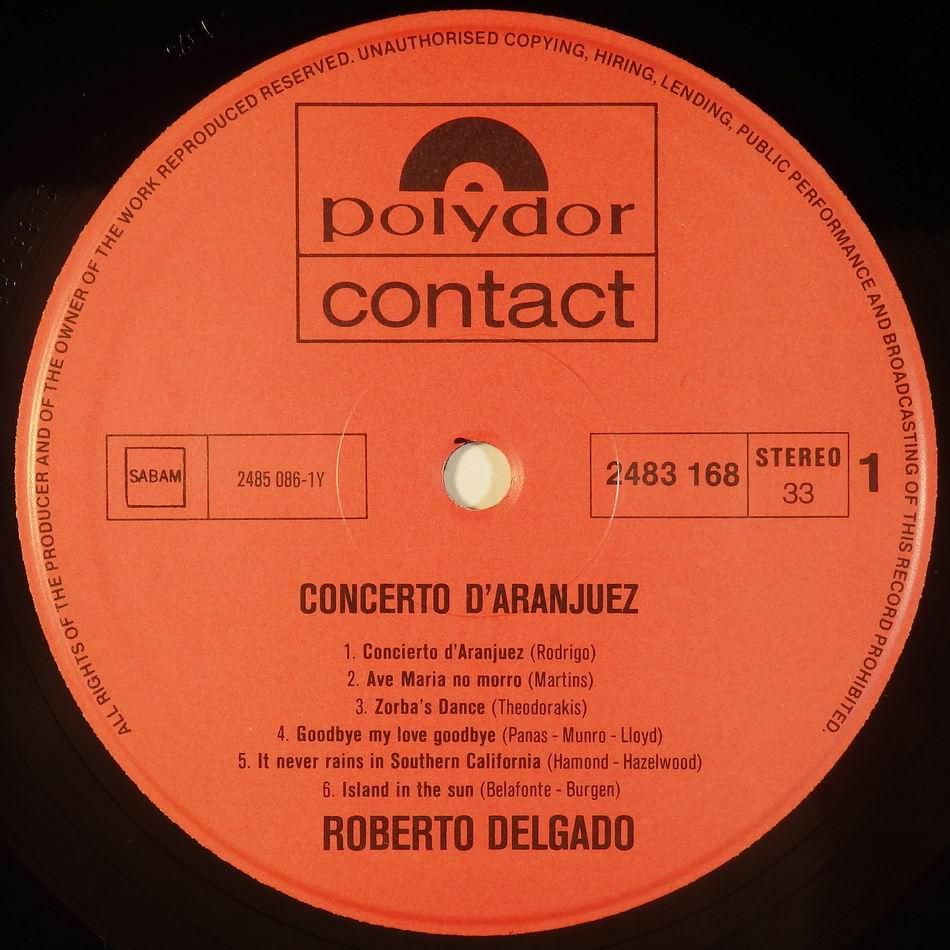 ALL RIGHTS OF THE PRODUCER AND OF THE OWNER OF THE WORK REPRODUCED RESERVED. UNAUTHORISED COPYING, HIRING, LENDING, PUBLIC PERFORMANCE AND BROADCASTING OF THIS RECORD PROHIBITED.
polydor
contact
SABAM
2485 086-1Y
2483 168
STEREO
33
1
CONCERTO D'ARANJUEZ
1. Concierto d'Aranjuez (Rodrigo)
2. Ave Maria no morro (Martins)
3. Zorba's Dance (Theodorakis)
4. Goodbye my love goodbye (Panas - Munro - Lloyd)
5. It never rains in Southern California (Hamond - Hazelwood)
6. Island in the sun (Belafonte - Burgen)
ROBERTO DELGADO